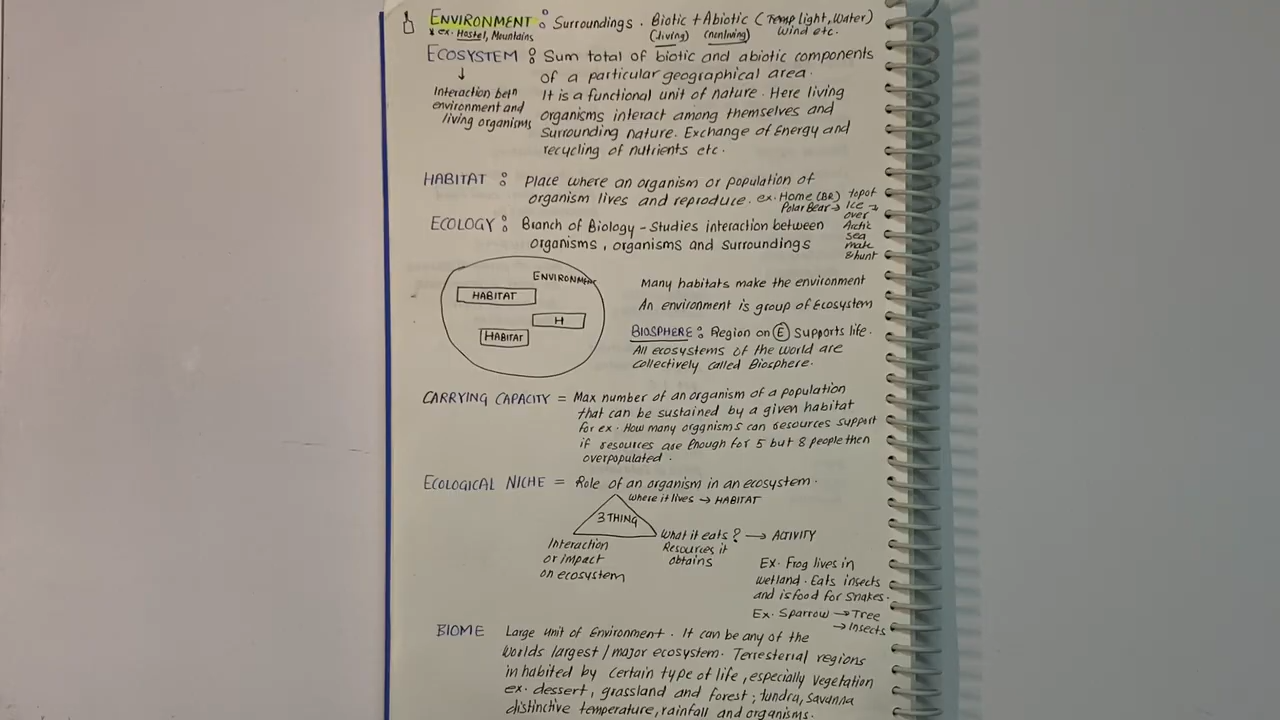 ENVIRONMENT : Surroundings. Biotic + Abiotic (Temp light, Water)
* ex. Hostel, Mountains (Living) (nonliving) Wind etc.
ECOSYSTEM : Sum total of biotic and abiotic components
of a particular geographical area.
It is a functional unit of nature. Here living
organisms interact among themselves and
Surrounding nature. Exchange of Energy and
recycling of nutrients etc.
↓
Interaction betn
environment and
living organisms
HABITAT : Place where an organism or population of
organism lives and reproduce. ex. Home (BR)
Polar Bear → top of
Ice →
over
Arctic
sea
mate
& hunt
ECOLOGY : Branch of Biology - Studies interaction between
organisms, organisms and surroundings
ENVIRONMENT
HABITAT
H
HABITAT
Many habitats make the environment
An environment is group of Ecosystem
BIOSPHERE : Region on (E) Supports life.
All ecosystems of the world are
collectively called Biosphere.
CARRYING CAPACITY = Max number of an organism of a population
that can be sustained by a given habitat
for ex. How many organisms can resources support
if resources are Enough for 5 but 8 people then
overpopulated.
ECOLOGICAL NICHE = Role of an organism in an ecosystem.
where it lives → HABITAT
3 THING
What it eats? → ACTIVITY
Resources it
obtains
Interaction
or impact
on ecosystem
Ex. Frog lives in
wetland. Eats insects
and is food for snakes.
Ex. Sparrow → Tree
→ Insects
BIOME Large unit of Environment. It can be any of the
Worlds largest / major ecosystem. Terresterial regions
in habited by certain type of life, especially Vegetation
ex. dessert, grassland and forest; tundra, Savanna
distinctive temperature, rainfall and organisms.